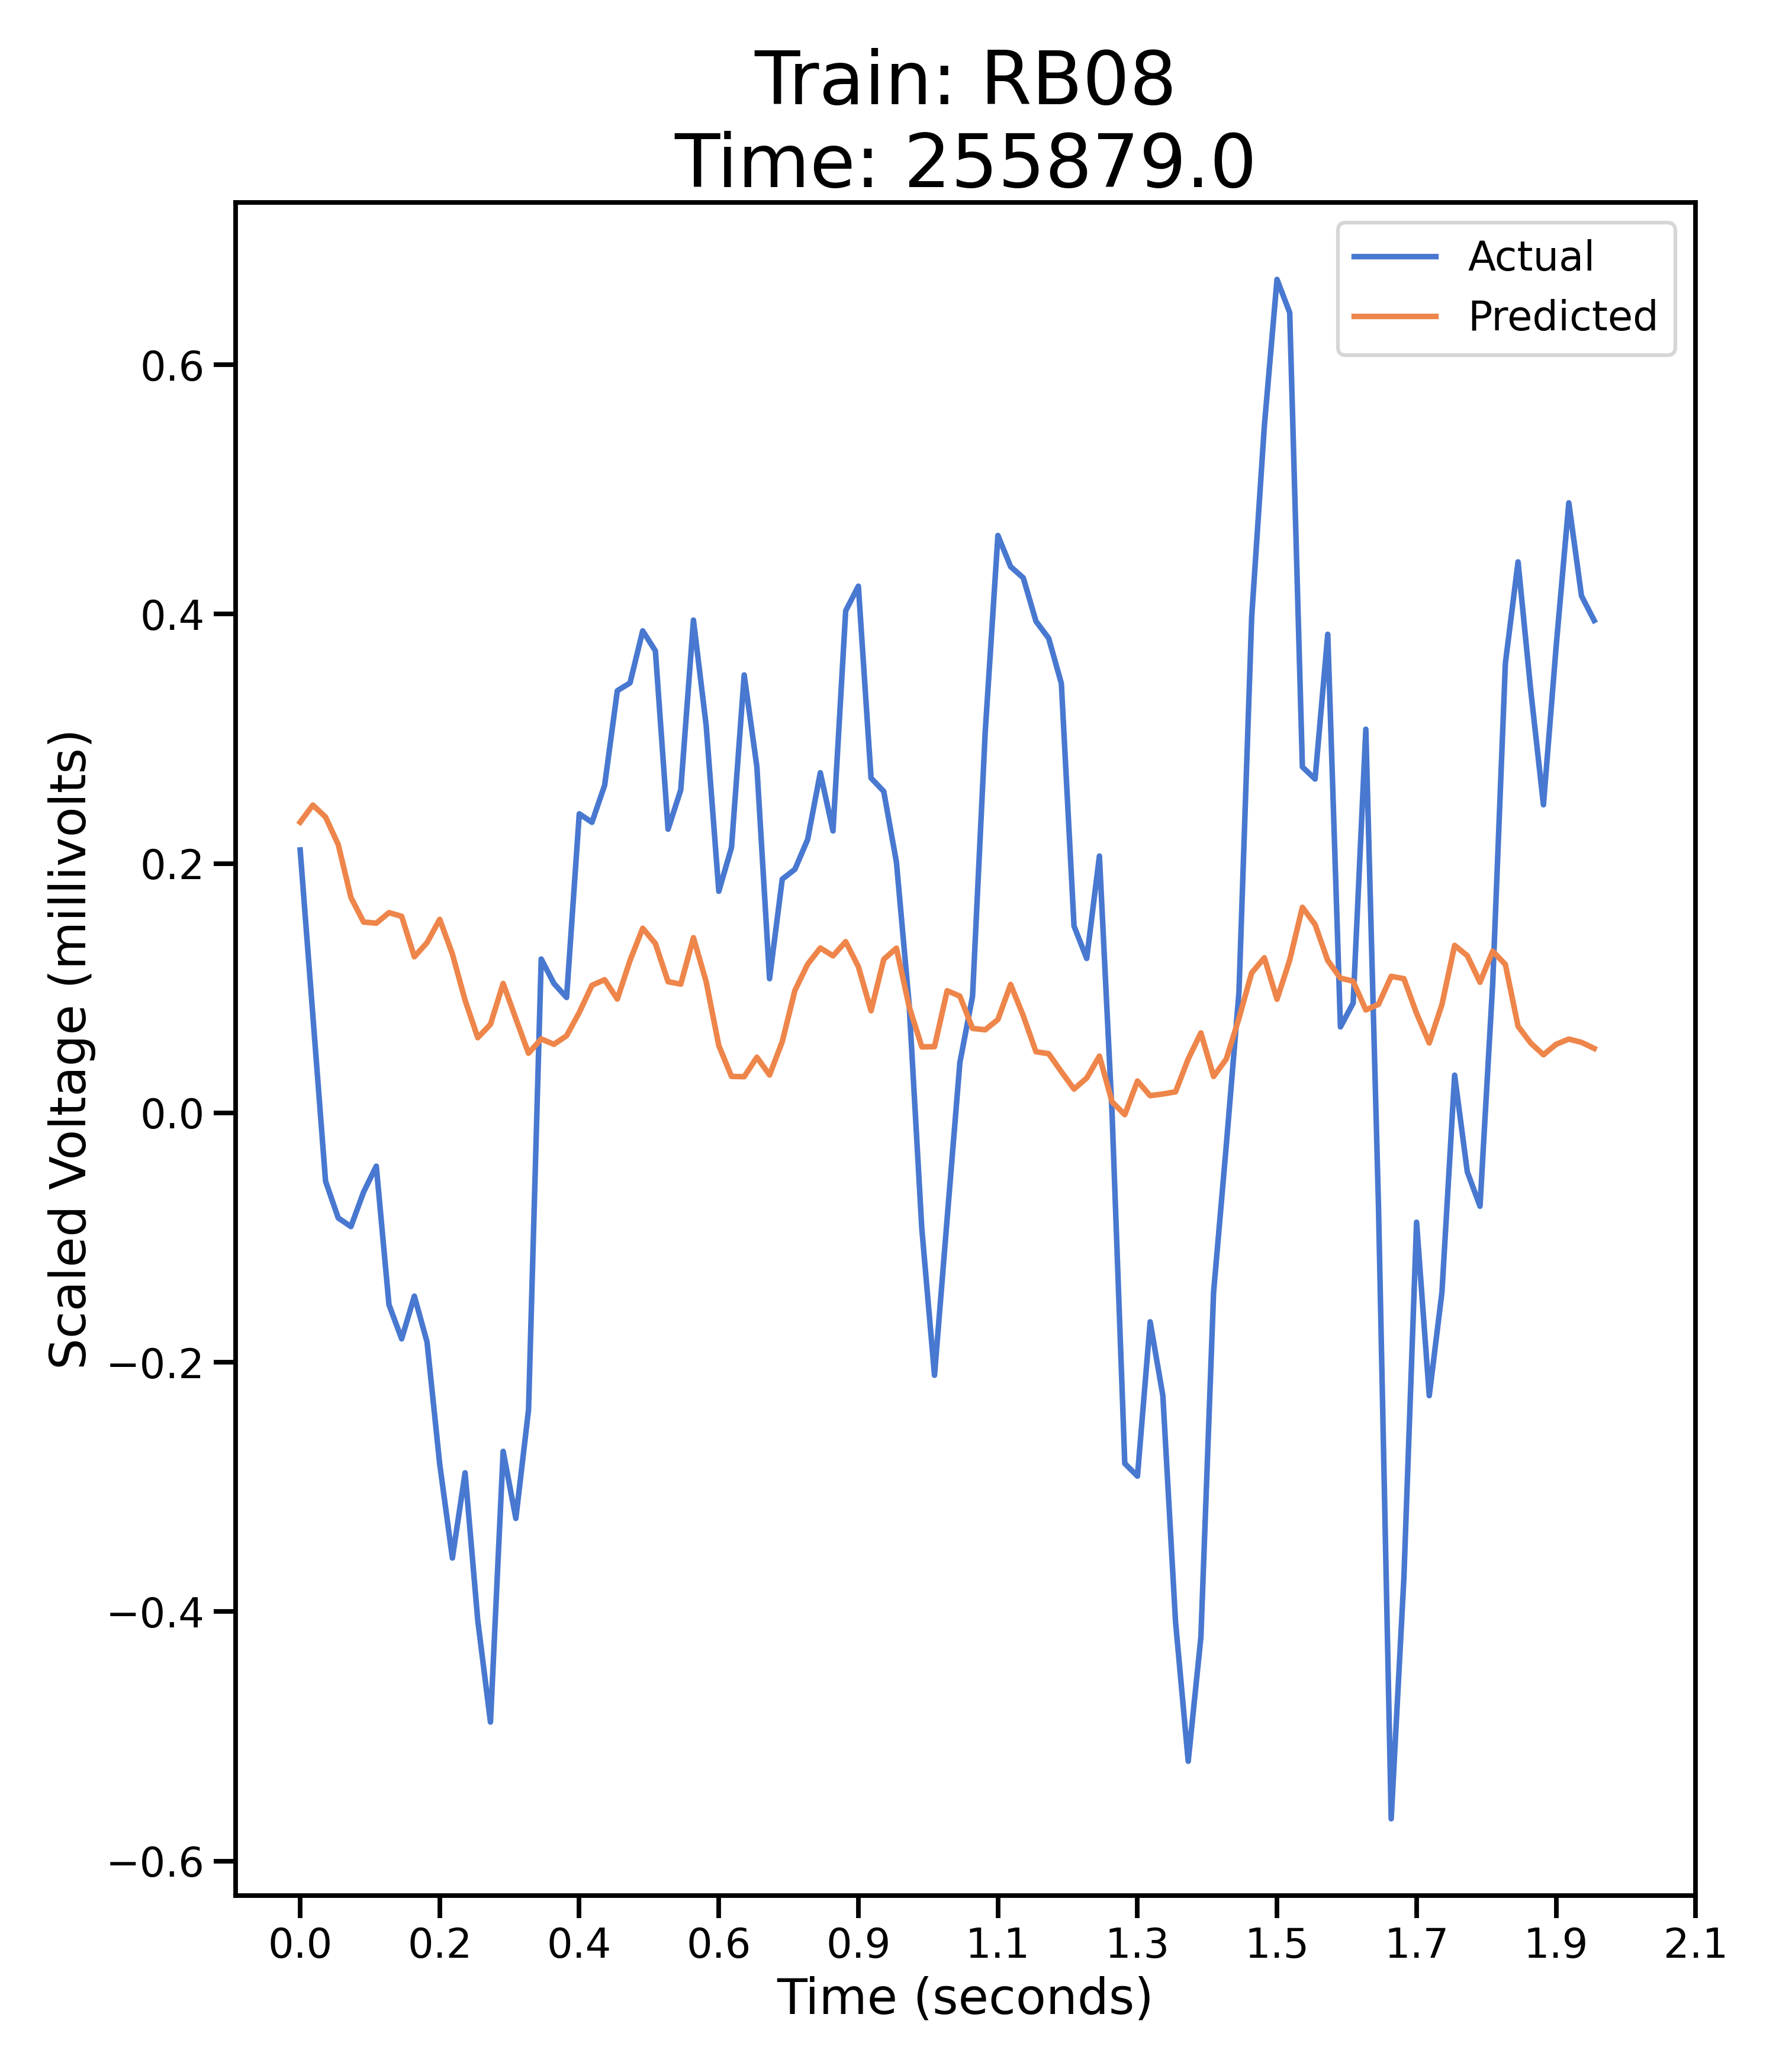 Train: RB08
Time: 255879.0
Actual
Predicted
0.6
0.4
0.2
0.0
−0.2
−0.4
−0.6
Scaled Voltage (millivolts)
0.0 0.2 0.4 0.6 0.9 1.1 1.3 1.5 1.7 1.9 2.1
Time (seconds)